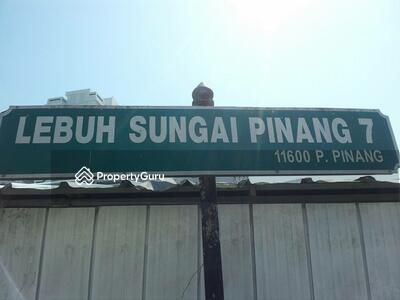 LEBUH SUNGAI PINANG 7
11600 P. PINANG
PropertyGuru